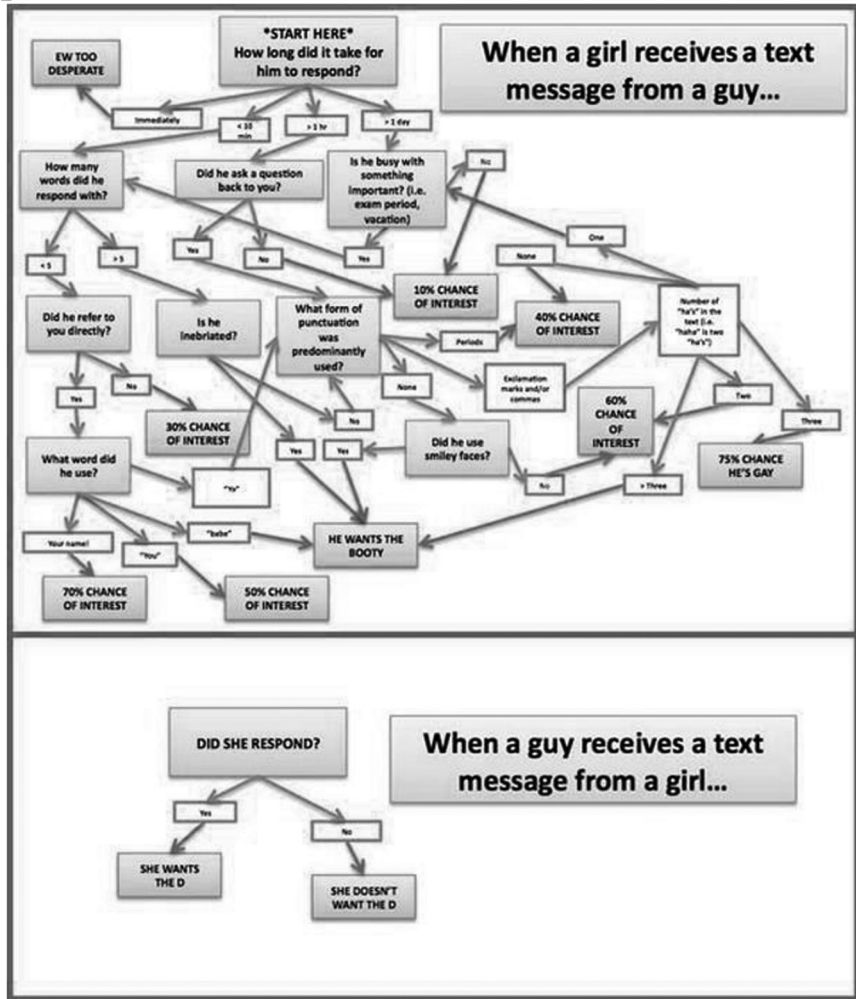 *START HERE*
How long did it take for
him to respond?
When a girl receives a text
message from a guy...
EW TOO
DESPERATE
Immediately
< 10
min
> 1 hr
> 1 day
How many
words did he
respond with?
Did he ask a question
back to you?
Is he busy with
something
important? (i.e.
exam period,
vacation)
No
One
Yes
No
Yes
None
< 5
> 5
10% CHANCE
OF INTEREST
40% CHANCE
OF INTEREST
Number of
"ha's" in the
text (i.e.
"haha" is two
"ha's")
Did he refer to
you directly?
Is he
inebriated?
What form of
punctuation
was
predominantly
used?
Periods
None
Exclamation
marks and/or
commas
Yes
No
30% CHANCE
OF INTEREST
No
60%
CHANCE
OF
INTEREST
Two
Three
What word did
he use?
Yes
Yes
Did he use
smiley faces?
75% CHANCE
HE'S GAY
"Ya"
No
> Three
Your name!
"You"
"bebe"
HE WANTS THE
BOOTY
70% CHANCE
OF INTEREST
50% CHANCE
OF INTEREST
DID SHE RESPOND?
When a guy receives a text
message from a girl...
Yes
No
SHE WANTS
THE D
SHE DOESN'T
WANT THE D